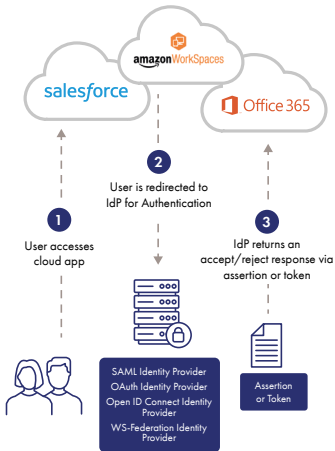 amazonWorkSpaces
salesforce
Office 365
1
User accesses
cloud app
2
User is redirected to
IdP for Authentication
3
IdP returns an
accept/reject response via
assertion or token
SAML Identity Provider
OAuth Identity Provider
Open ID Connect Identity
Provider
WS-Federation Identity
Provider
Assertion
or Token